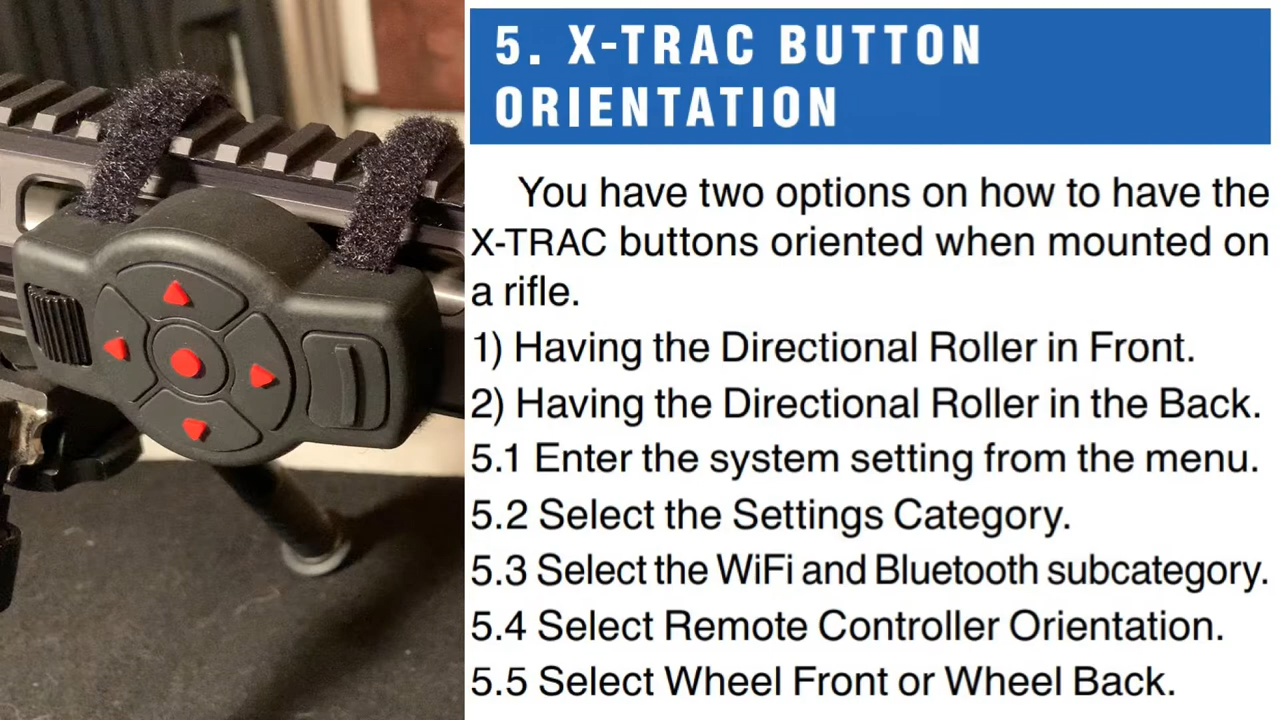 5. X-TRAC BUTTON
ORIENTATION
You have two options on how to have the
X-TRAC buttons oriented when mounted on
a rifle.
1) Having the Directional Roller in Front.
2) Having the Directional Roller in the Back.
5.1 Enter the system setting from the menu.
5.2 Select the Settings Category.
5.3 Select the WiFi and Bluetooth subcategory.
5.4 Select Remote Controller Orientation.
5.5 Select Wheel Front or Wheel Back.